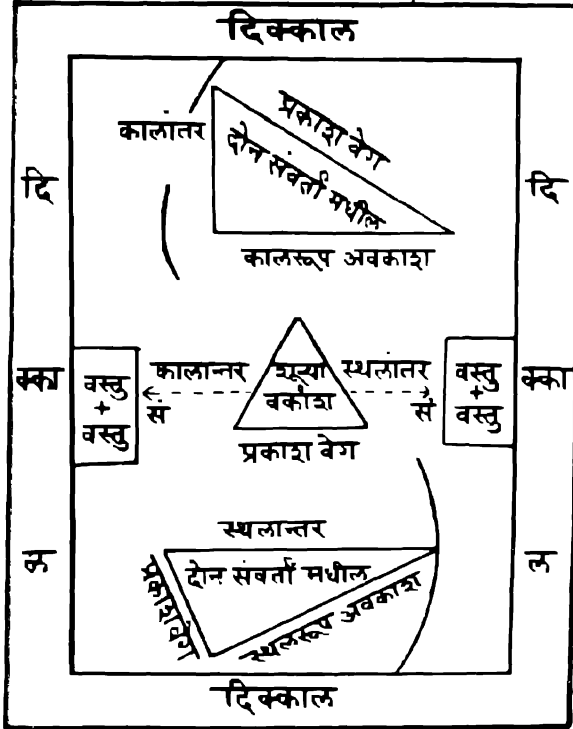 दिक्काल
कालांतर
प्रकाश वेग
दोन संवर्ता मधील
कालरूप अवकाश
दि
दि
क्का
क्का
वस्तु
+
वस्तु
कालान्तर
सं
शून्या
वकाश
स्थलांतर
सं
वस्तु
+
वस्तु
प्रकाश वेग
ल
ल
स्थलान्तर
दोन संवर्ता मधील
प्रकाश वेग
स्थलरूप अवकाश
दिक्काल